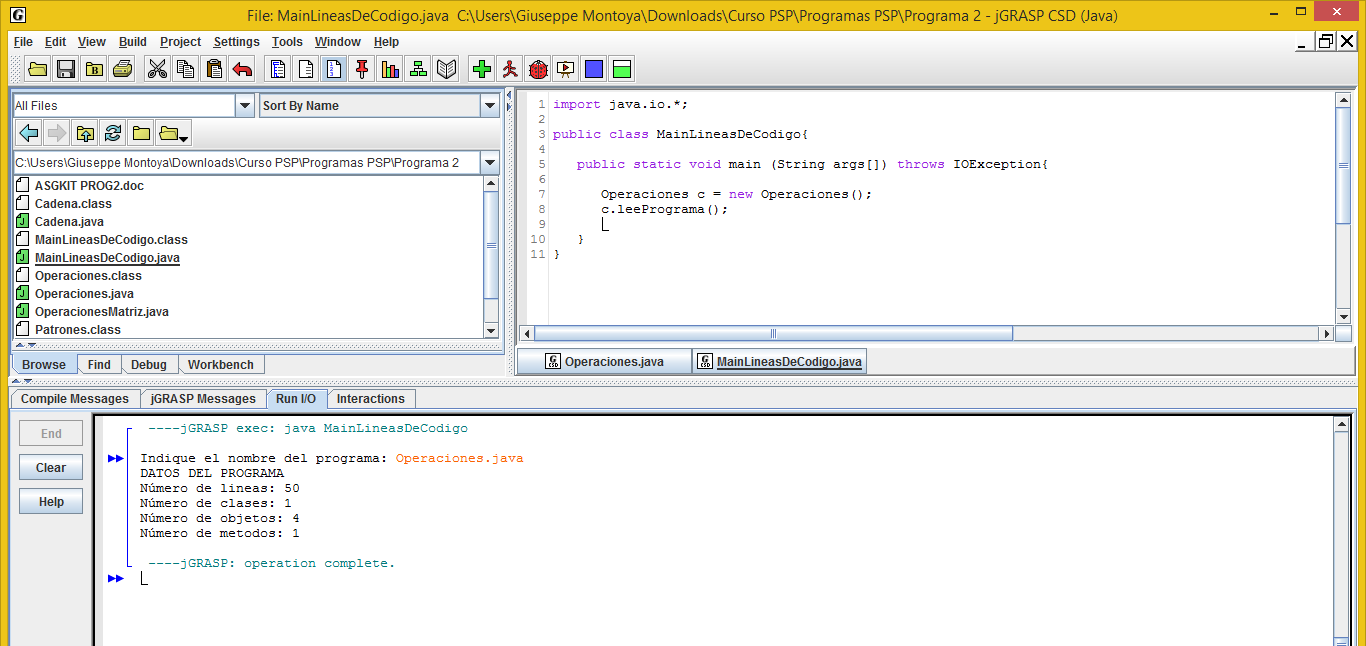 File: MainLineasDeCodigo.java  C:\Users\Giuseppe Montoya\Downloads\Curso PSP\Programas PSP\Programa 2 - jGRASP CSD (Java)
File Edit View Build Project Settings Tools Window Help
All Files
Sort By Name
C:\Users\Giuseppe Montoya\Downloads\Curso PSP\Programas PSP\Programa 2
ASGKIT PROG2.doc
Cadena.class
Cadena.java
MainLineasDeCodigo.class
MainLineasDeCodigo.java
Operaciones.class
Operaciones.java
OperacionesMatriz.java
Patrones.class
Browse Find Debug Workbench
1 import java.io.*;
2
3 public class MainLineasDeCodigo{
4
5 public static void main (String args[]) throws IOException{
6
7 Operaciones c = new Operaciones();
8 c.leePrograma();
9
10 }
11 }
Operaciones.java MainLineasDeCodigo.java
Compile Messages jGRASP Messages Run I/O Interactions
End
Clear
Help
----jGRASP exec: java MainLineasDeCodigo
Indique el nombre del programa: Operaciones.java
DATOS DEL PROGRAMA
Número de lineas: 50
Número de clases: 1
Número de objetos: 4
Número de metodos: 1
----jGRASP: operation complete.